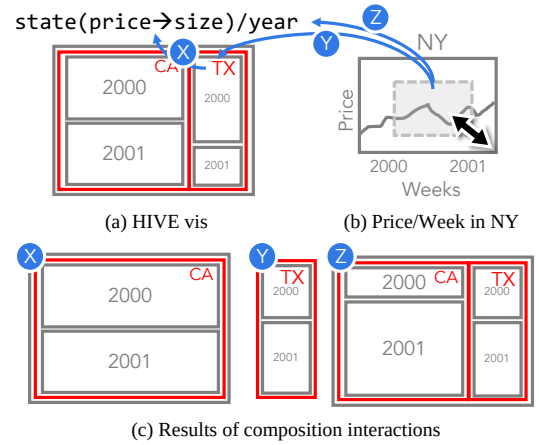 state(price→size)/year
Z
Y
X
NY
CA
TX
2000
2000
2001
2001
Price
2000
2001
Weeks
(a) HIVE vis
(b) Price/Week in NY
X
Y
Z
CA
TX
CA
TX
2000
2000
2000
2000
2001
2001
2001
2001
(c) Results of composition interactions